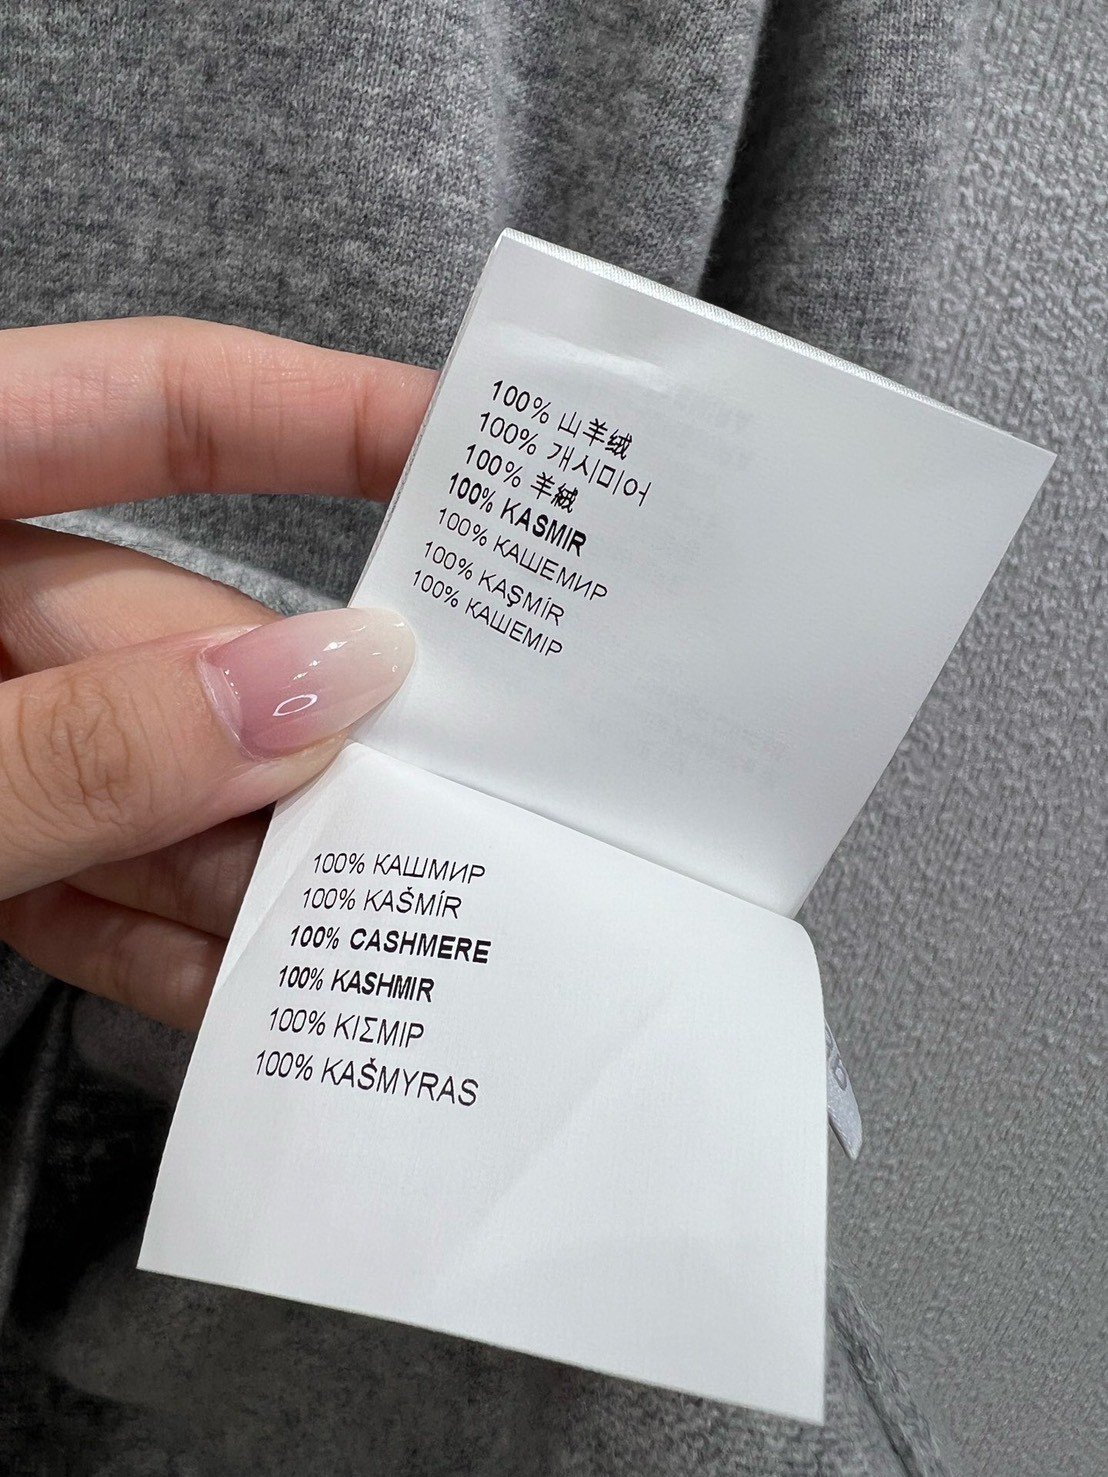 100% 山羊绒
100% 개시미어
100% 羊絨
100% KASMIR
100% КАШЕМИР
100% KAŞMİR
100% КАШЕМІР
100% КАШМИР
100% KAŠMÍR
100% CASHMERE
100% KASHMIR
100% ΚΙΣΜΙΡ
100% KAŠMYRAS